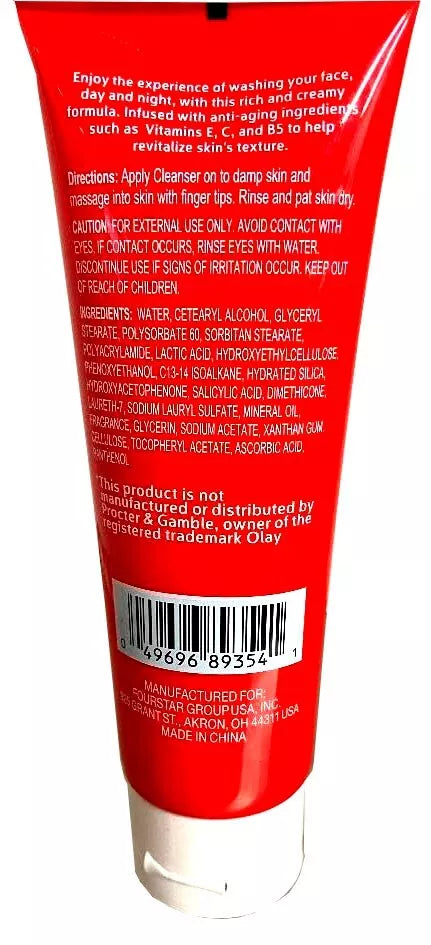 Enjoy the experience of washing your face,
day and night, with this rich and creamy
formula. Infused with anti-aging ingredients
such as Vitamins E, C, and B5 to help
revitalize skin's texture.
Directions: Apply Cleanser on to damp skin and
massage into skin with finger tips. Rinse and pat skin dry.
CAUTION: FOR EXTERNAL USE ONLY. AVOID CONTACT WITH
EYES, IF CONTACT OCCURS, RINSE EYES WITH WATER.
DISCONTINUE USE IF SIGNS OF IRRITATION OCCUR. KEEP OUT
OF REACH OF CHILDREN.
INGREDIENTS: WATER, CETEARYL ALCOHOL, GLYCERYL
STEARATE, POLYSORBATE 60, SORBITAN STEARATE,
POLYACRYLAMIDE, LACTIC ACID, HYDROXYETHYLCELLULOSE,
PHENOXYETHANOL, C13-14 ISOALKANE, HYDRATED SILICA,
HYDROXYACETOPHENONE, SALICYLIC ACID, DIMETHICONE,
LAURETH-7, SODIUM LAURYL SULFATE, MINERAL OIL,
FRAGRANCE, GLYCERIN, SODIUM ACETATE, XANTHAN GUM,
CELLULOSE, TOCOPHERYL ACETATE, ASCORBIC ACID,
PANTHENOL
*This product is not
manufactured or distributed by
Procter & Gamble, owner of the
registered trademark Olay
0 49696 89354 1
MANUFACTURED FOR:
FOURSTAR GROUP USA, INC.
825 GRANT ST., AKRON, OH 44311 USA
MADE IN CHINA